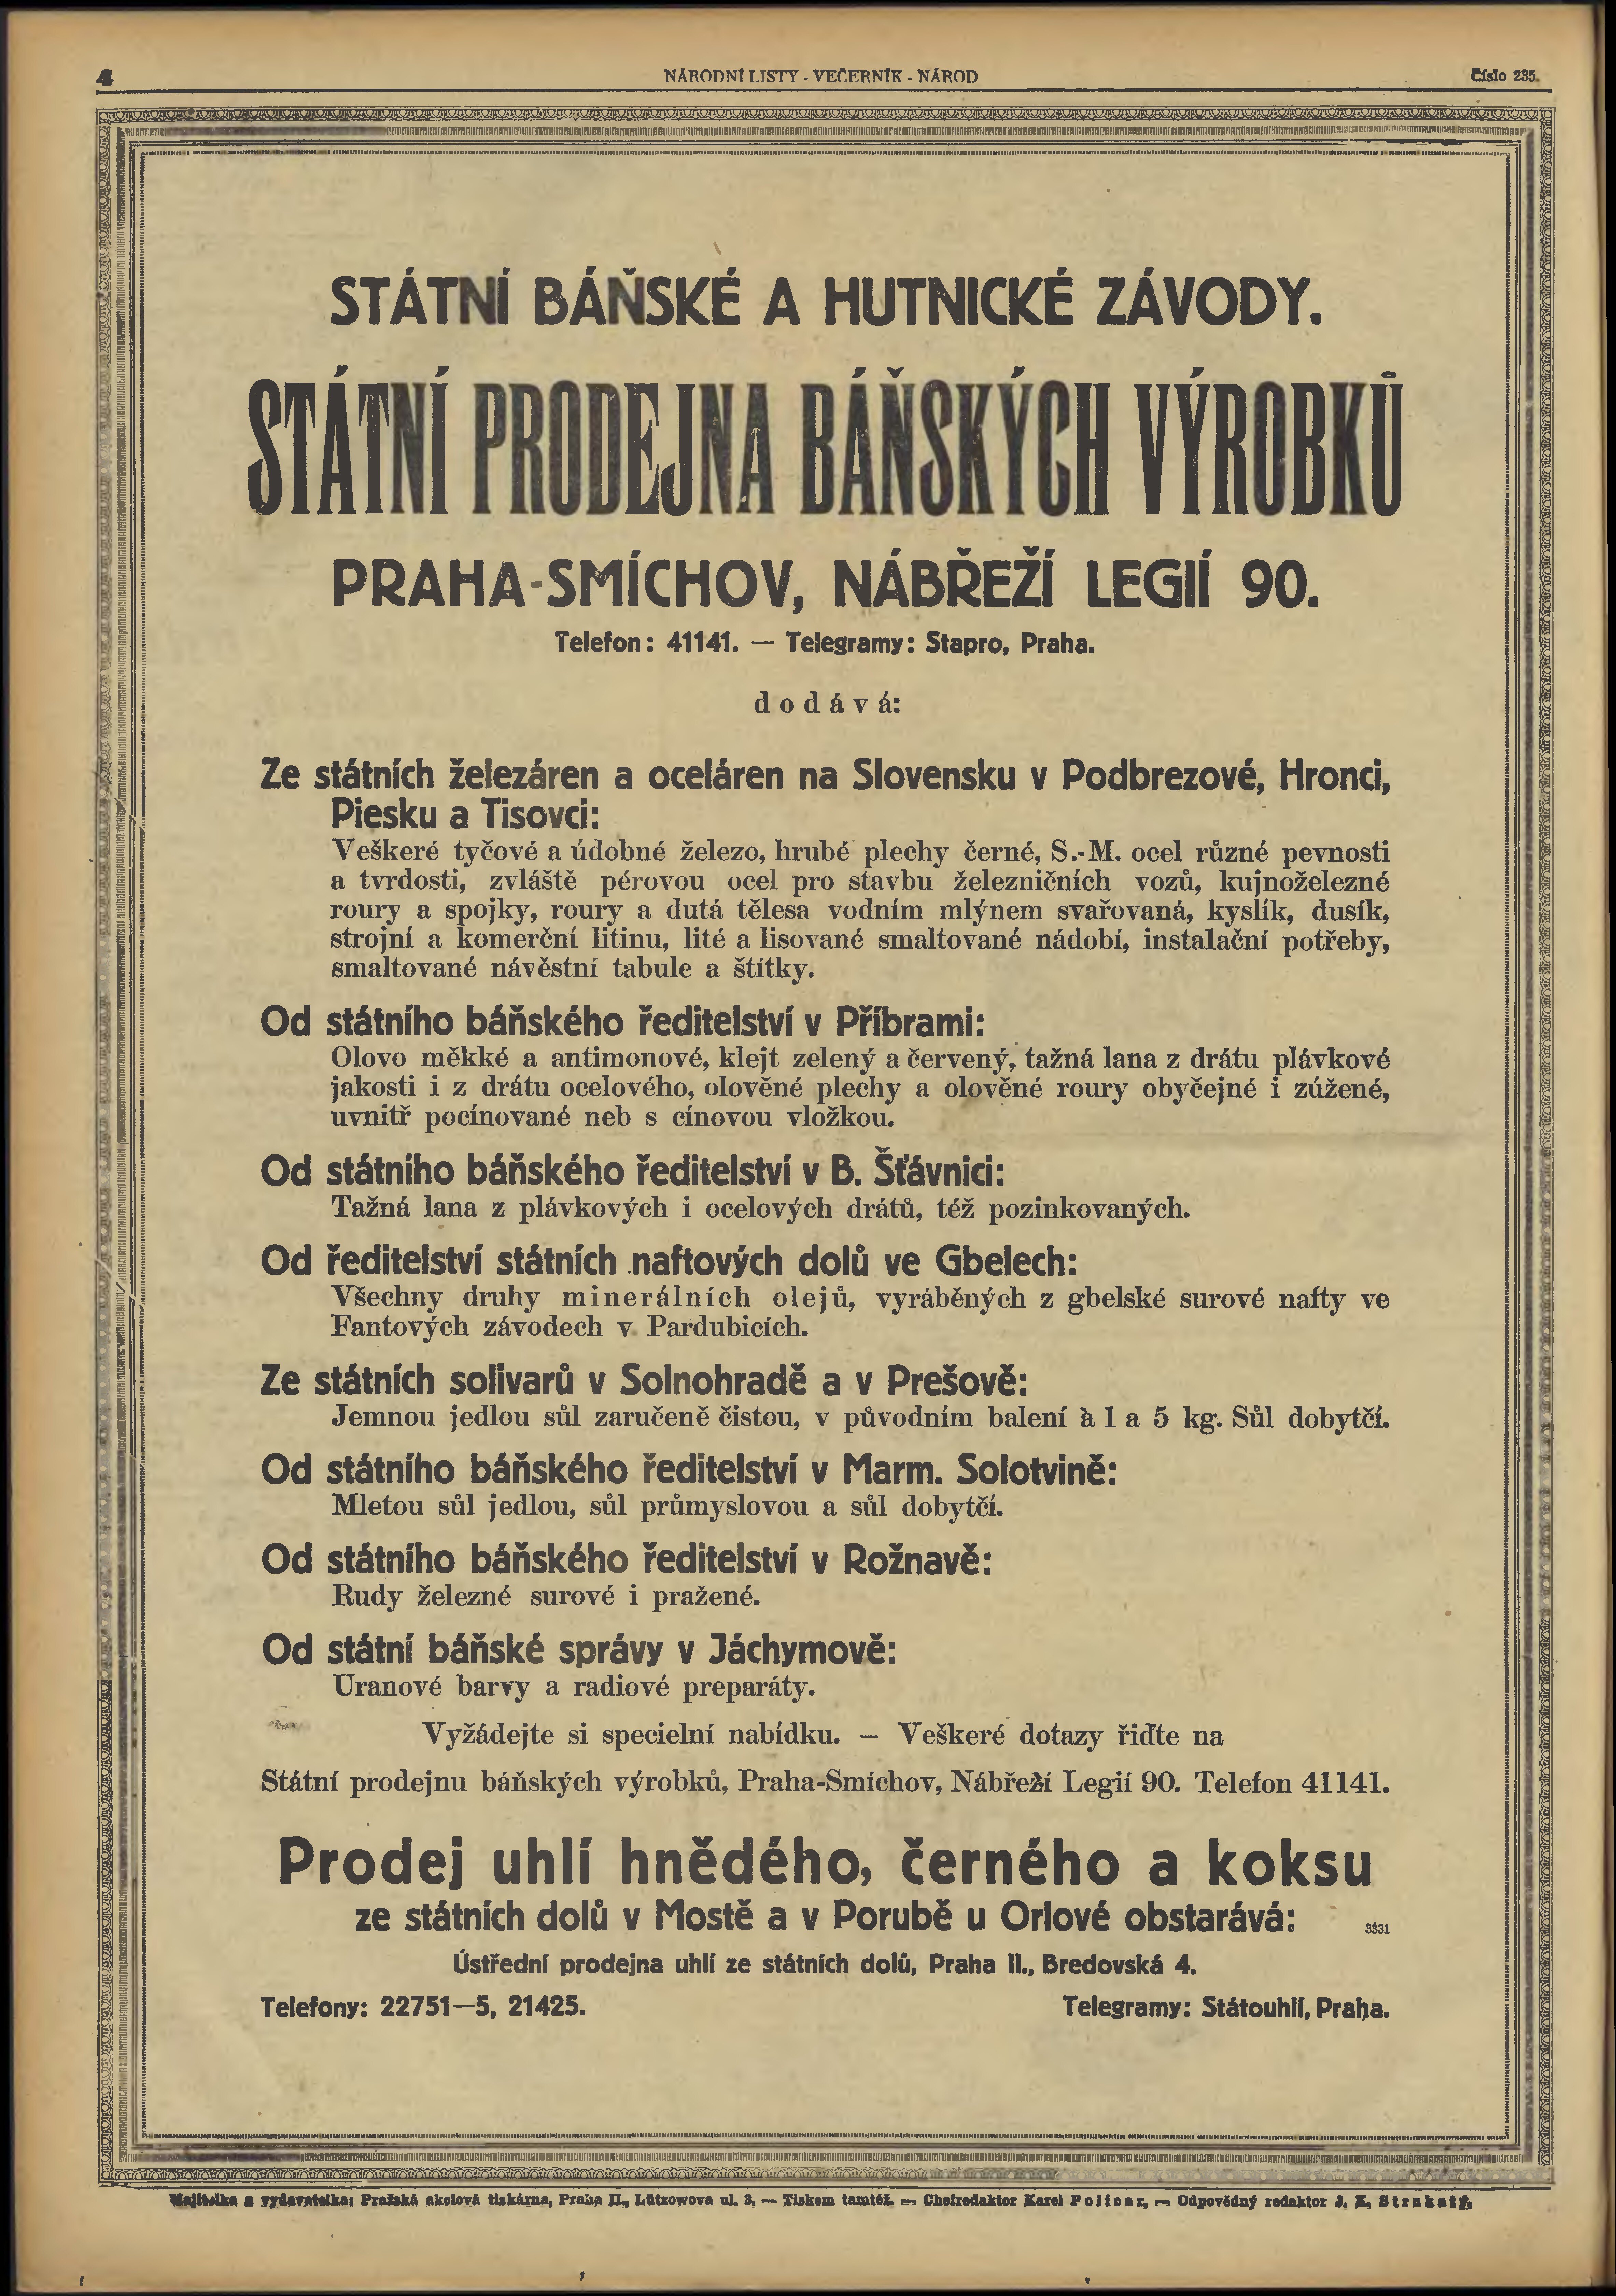 4
NÁRODNÍ LISTY - VEČERNÍK - NÁROD
Číslo 235.
STÁTNÍ BÁŇSKÉ A HUTNICKÉ ZÁVODY.
STÁTNÍ PRODEJNA BÁŇSKÝCH VÝROBKŮ
PRAHA-SMÍCHOV, NÁBŘEŽÍ LEGIÍ 90.
Telefon: 41141. — Telegramy: Stapro, Praha.
dodává:
Ze státních železáren a oceláren na Slovensku v Podbrezové, Hronci,
Piesku a Tisovci:
Veškeré tyčové a údobné železo, hrubé plechy černé, S.-M. ocel různé pevnosti
a tvrdosti, zvláště pérovou ocel pro stavbu železničních vozů, kujnoželezné
roury a spojky, roury a dutá tělesa vodním mlýnem svařovaná, kyslík, dusík,
strojní a komerční litinu, lité a lisované smaltované nádobí, instalační potřeby,
smaltované návěstní tabule a štítky.
Od státního báňského ředitelství v Příbrami:
Olovo měkké a antimonové, klejt zelený a červený, tažná lana z drátu plávkové
jakosti i z drátu ocelového, olověné plechy a olověné roury obyčejné i zúžené,
uvnitř pocínované neb s cínovou vložkou.
Od státního báňského ředitelství v B. Šťávnici:
Tažná lana z plávkových i ocelových drátů, též pozinkovaných.
Od ředitelství státních naftových dolů ve Gbelech:
Všechny druhy minerálních olejů, vyráběných z gbelské surové nafty ve
Fantových závodech v Pardubicích.
Ze státních solivarů v Solnohradě a v Prešově:
Jemnou jedlou sůl zaručeně čistou, v původním balení à 1 a 5 kg. Sůl dobytčí.
Od státního báňského ředitelství v Marm. Solotvině:
Mletou sůl jedlou, sůl průmyslovou a sůl dobytčí.
Od státního báňského ředitelství v Rožnavě:
Rudy železné surové i pražené.
Od státní báňské správy v Jáchymově:
Uranové barvy a radiové preparáty.
Vyžádejte si specielní nabídku. — Veškeré dotazy řiďte na
Státní prodejnu báňských výrobků, Praha-Smíchov, Nábřeží Legií 90. Telefon 41141.
Prodej uhlí hnědého, černého a koksu
ze státních dolů v Mostě a v Porubě u Orlové obstarává:
3331
Ústřední prodejna uhlí ze státních dolů, Praha II., Bredovská 4.
Telefony: 22751—5, 21425.
Telegramy: Státouhlí, Praha.
Majitelka a vydavatelka: Pražská akciová tiskárna, Praha II., Lützowova ul. 3. — Tiskem tamtéž. — Chefredaktor Karel Policar, — Odpovědný redaktor J. K. Strakatý.